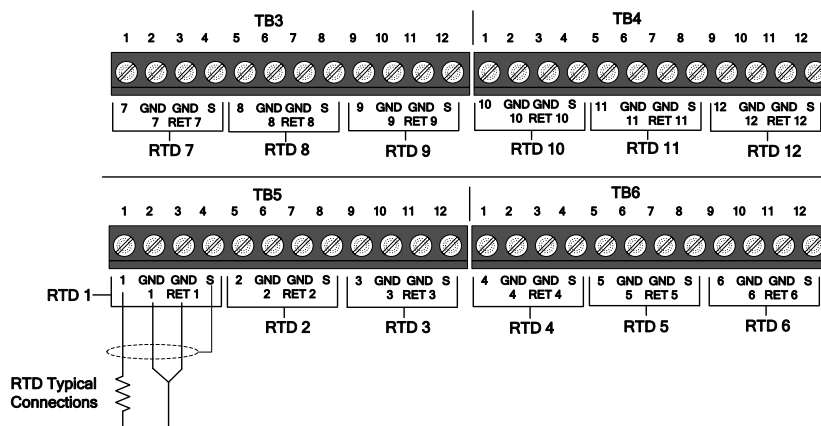 TB3 TB4
1 2 3 4 5 6 7 8 9 10 11 12 1 2 3 4 5 6 7 8 9 10 11 12
7 GND GND S 8 GND GND S 9 GND GND S 10 GND GND S 11 GND GND S 12 GND GND S
7 RET 7 8 RET 8 9 RET 9 10 RET 10 11 RET 11 12 RET 12
RTD 7 RTD 8 RTD 9 RTD 10 RTD 11 RTD 12
TB5 TB6
1 2 3 4 5 6 7 8 9 10 11 12 1 2 3 4 5 6 7 8 9 10 11 12
1 GND GND S 2 GND GND S 3 GND GND S 4 GND GND S 5 GND GND S 6 GND GND S
RTD 1 1 RET 1 2 RET 2 3 RET 3 4 RET 4 5 RET 5 6 RET 6
RTD 2 RTD 3 RTD 4 RTD 5 RTD 6
RTD Typical
Connections